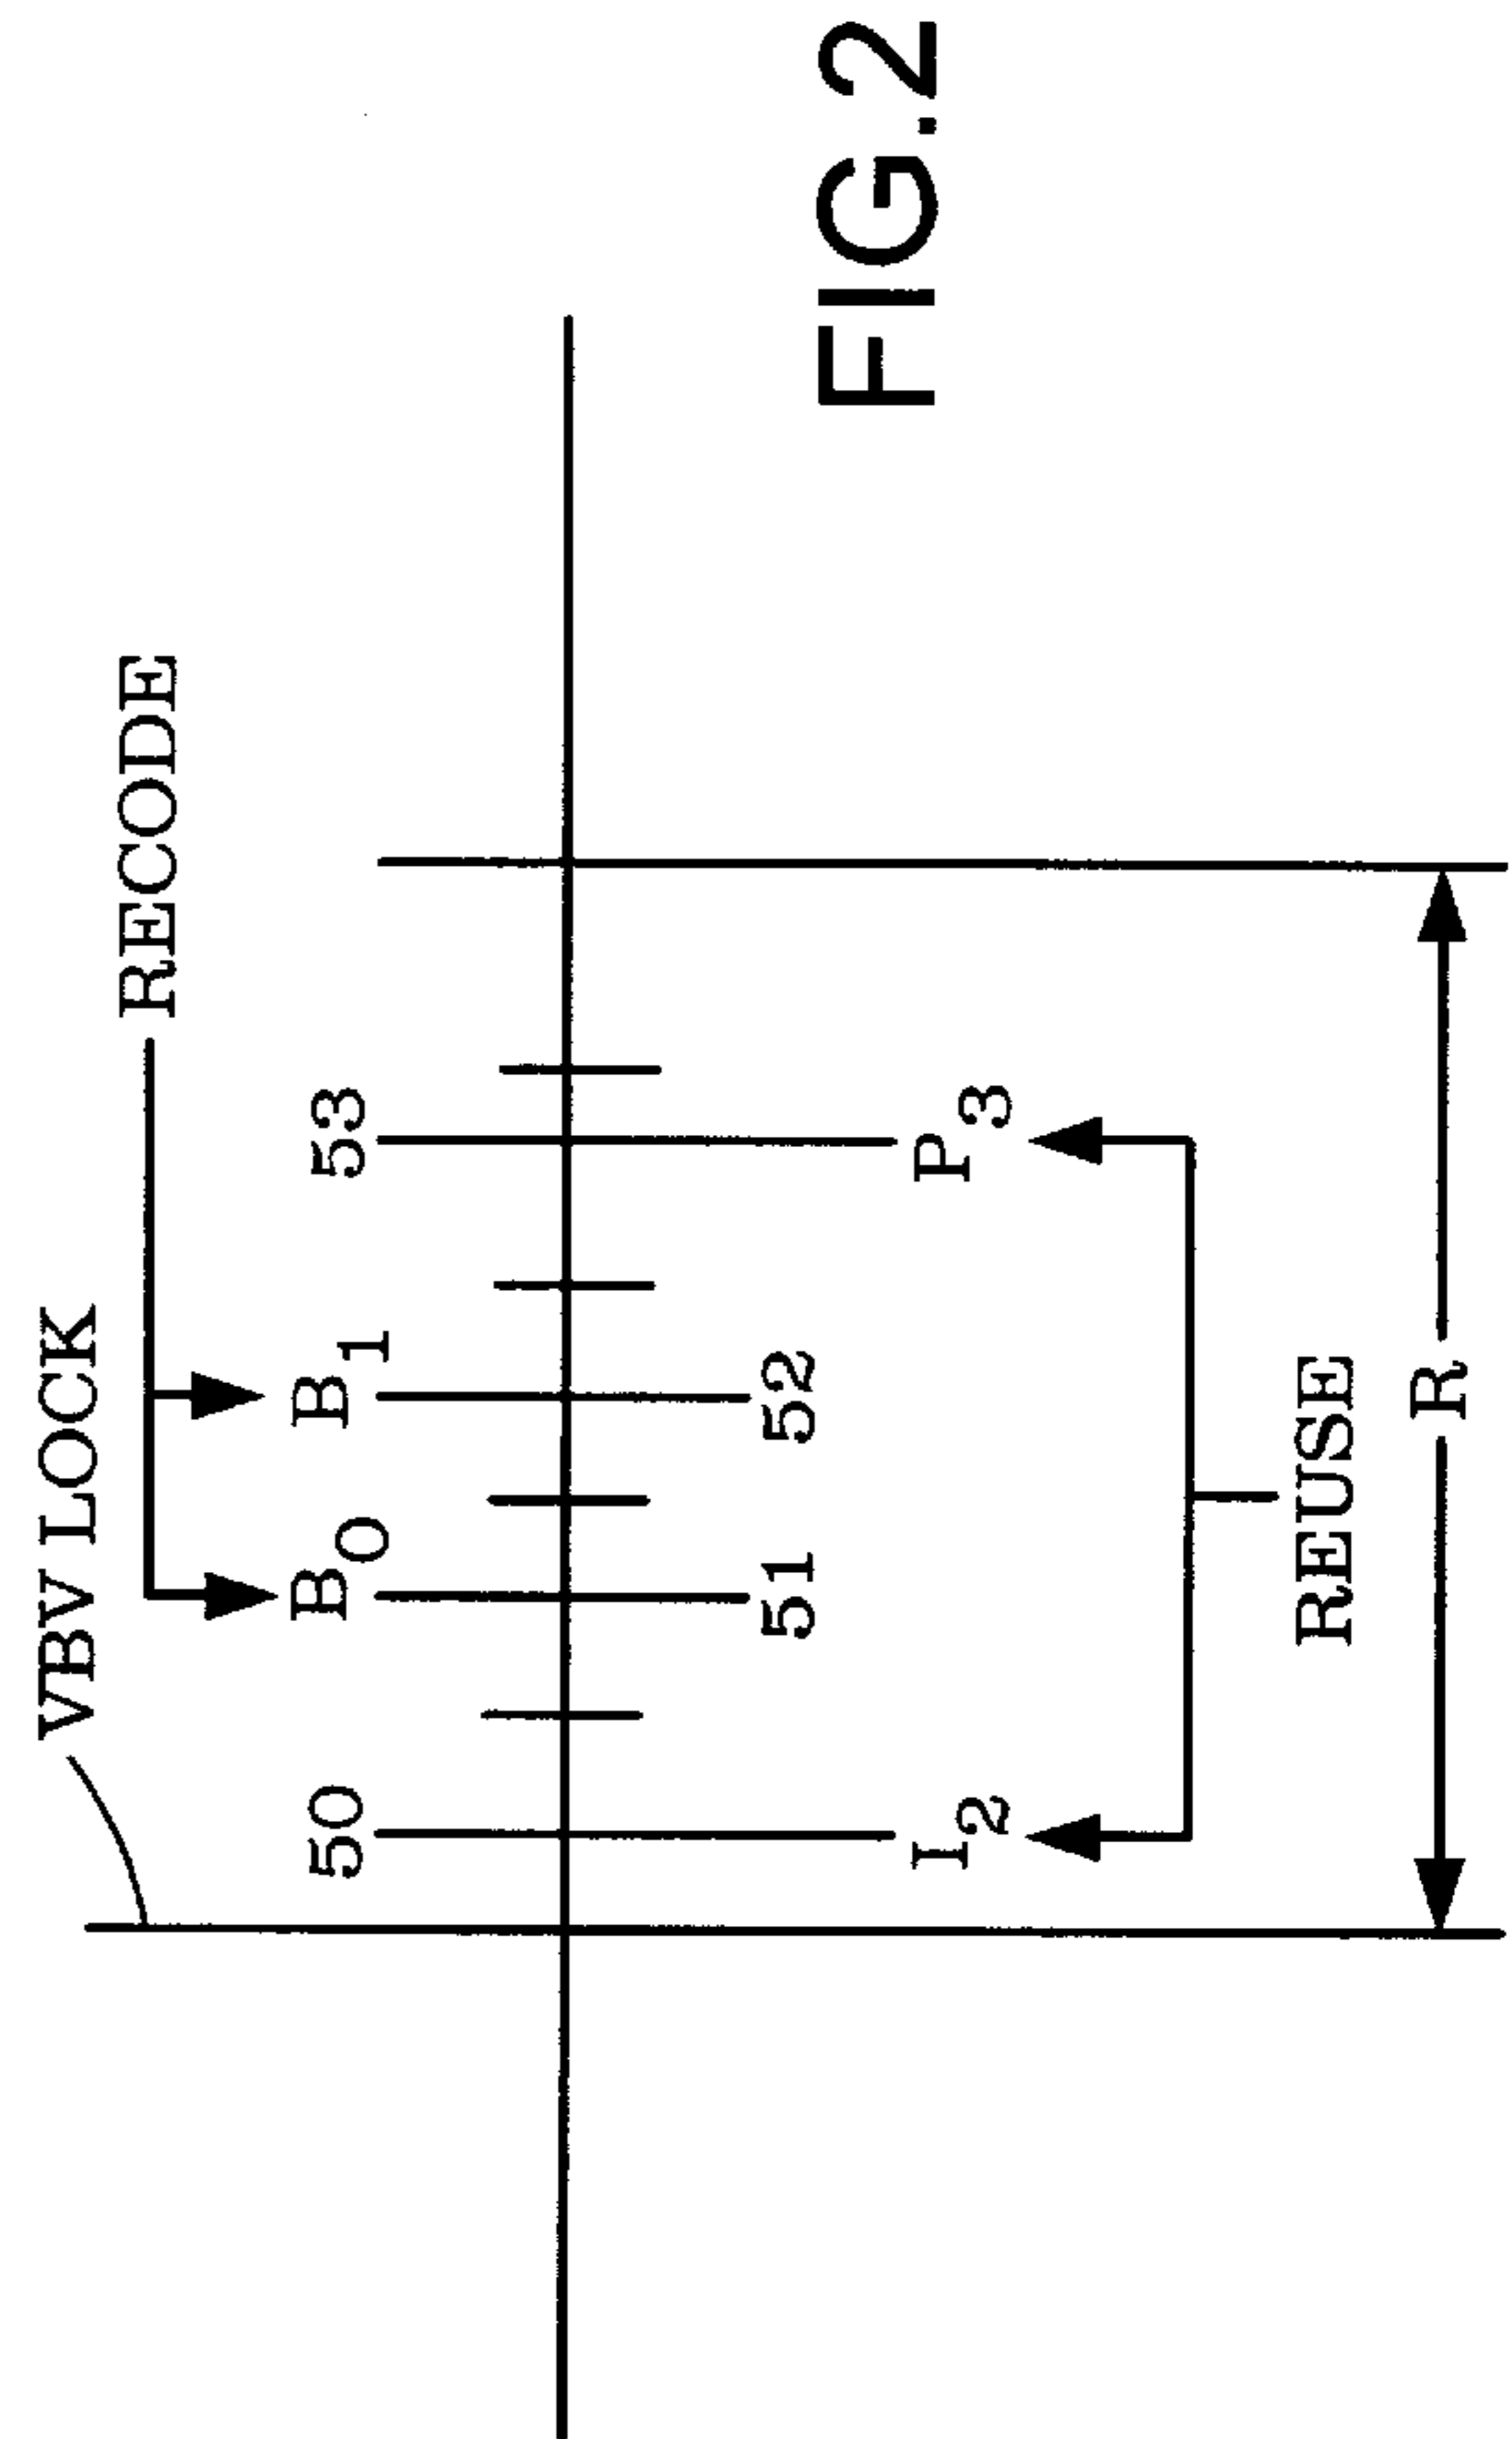 VBV LOCK
RECODE
50
B0
B1
53
51
52
I2
P3
REUSE
R
FIG.2